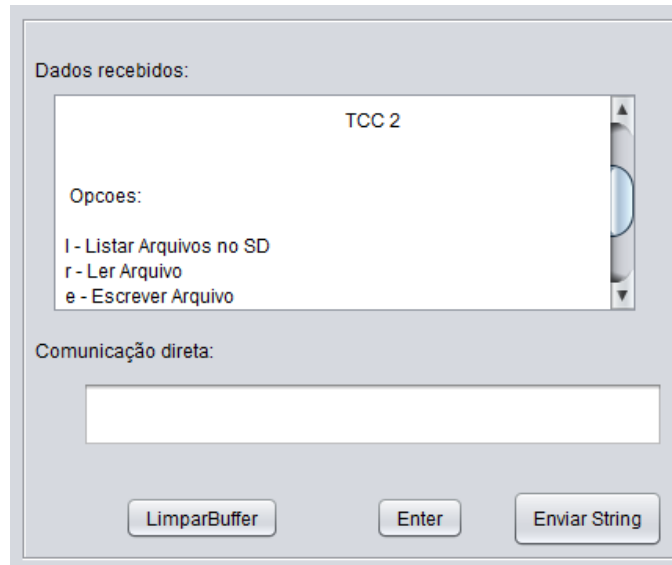 Dados recebidos:
TCC 2
Opcoes:
l - Listar Arquivos no SD
r - Ler Arquivo
e - Escrever Arquivo
Comunicação direta:
LimparBuffer Enter Enviar String